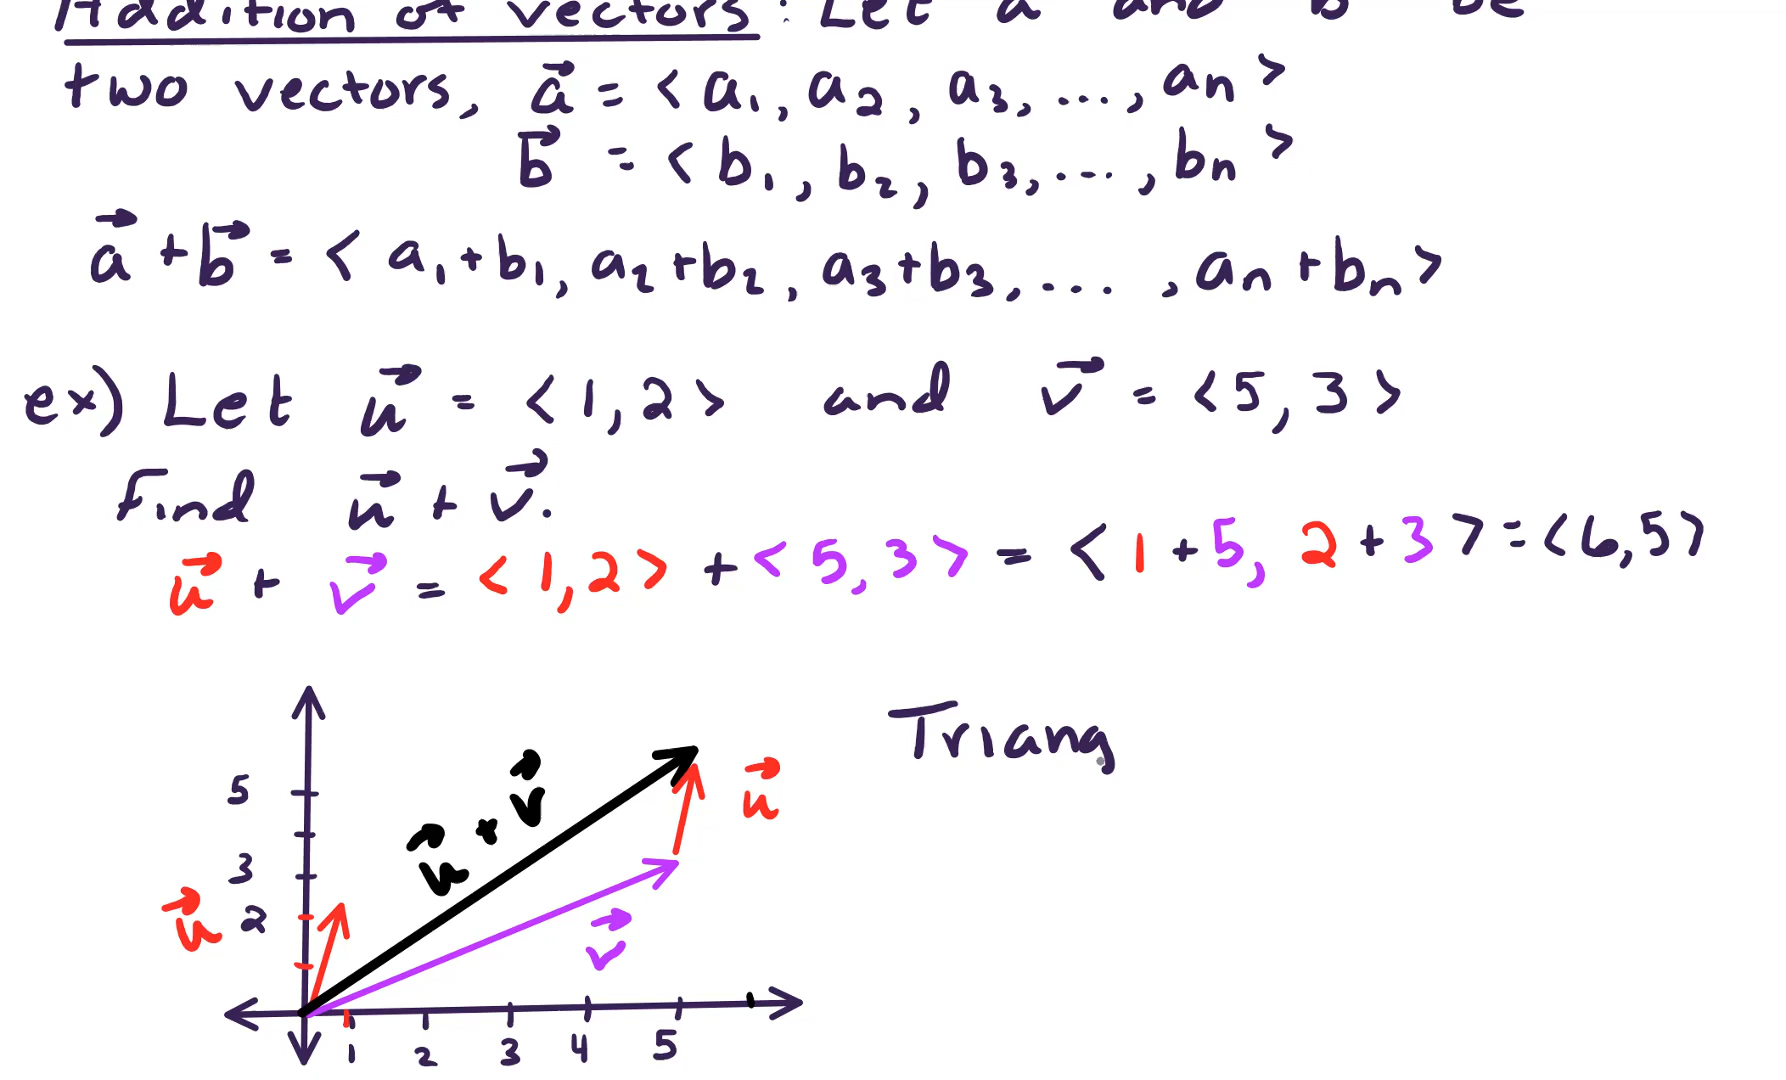 Addition of vectors: Let a and b be
two vectors, a⃗ = <a₁, a₂, a₃, ..., an>
b⃗ = <b₁, b₂, b₃, ..., bn>
a⃗ + b⃗ = <a₁+b₁, a₂+b₂, a₃+b₃, ..., an+bn>
ex) Let u⃗ = <1,2> and v⃗ = <5,3>
Find u⃗ + v⃗.
u⃗ + v⃗ = <1,2> + <5,3> = <1+5, 2+3> = <6,5>
Triang
5
3
2
u⃗
u⃗ + v⃗
u⃗
v⃗
1 2 3 4 5